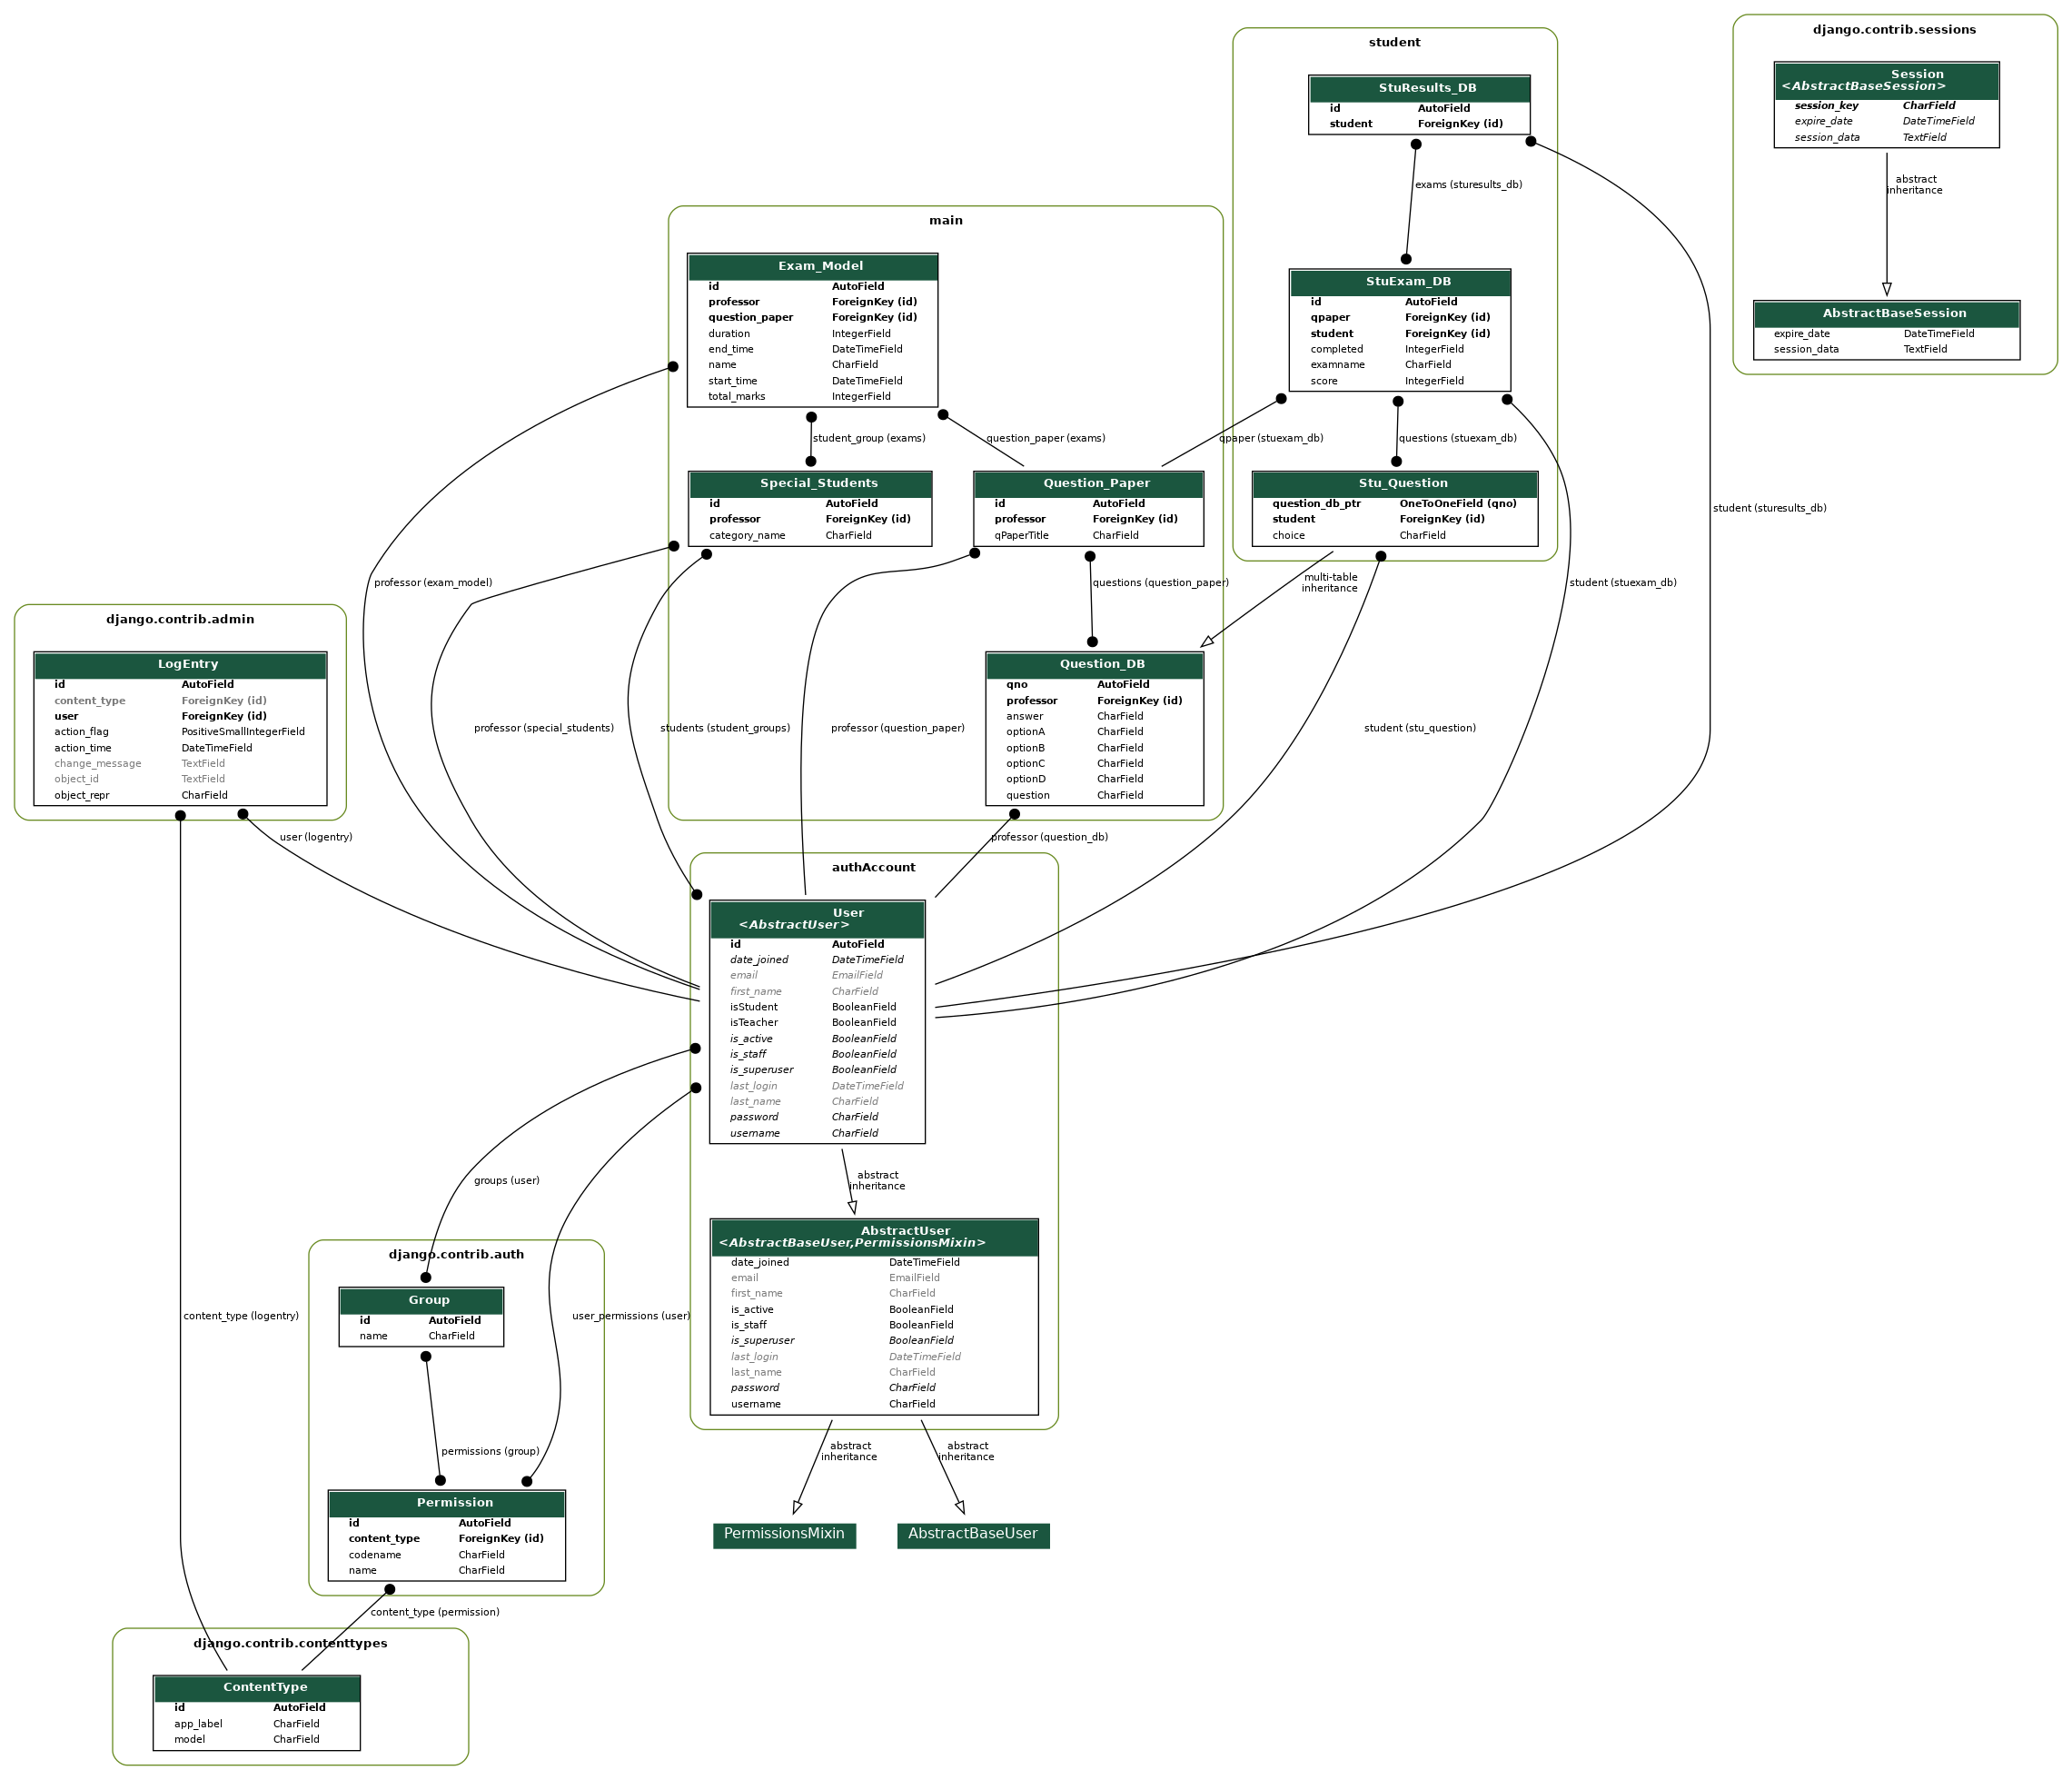 django.contrib.sessions
Session
<AbstractBaseSession>
session_key CharField
expire_date DateTimeField
session_data TextField
abstract
inheritance
AbstractBaseSession
expire_date DateTimeField
session_data TextField
student
StuResults_DB
id AutoField
student ForeignKey (id)
exams (sturesults_db)
student (sturesults_db)
StuExam_DB
id AutoField
qpaper ForeignKey (id)
student ForeignKey (id)
completed IntegerField
examname CharField
score IntegerField
qpaper (stuexam_db)
questions (stuexam_db)
student (stuexam_db)
Stu_Question
question_db_ptr OneToOneField (qno)
student ForeignKey (id)
choice CharField
multi-table
inheritance
student (stu_question)
main
Exam_Model
id AutoField
professor ForeignKey (id)
question_paper ForeignKey (id)
duration IntegerField
end_time DateTimeField
name CharField
start_time DateTimeField
total_marks IntegerField
student_group (exams)
question_paper (exams)
professor (exam_model)
Special_Students
id AutoField
professor ForeignKey (id)
category_name CharField
professor (special_students)
students (student_groups)
Question_Paper
id AutoField
professor ForeignKey (id)
qPaperTitle CharField
questions (question_paper)
professor (question_paper)
Question_DB
qno AutoField
professor ForeignKey (id)
answer CharField
optionA CharField
optionB CharField
optionC CharField
optionD CharField
question CharField
professor (question_db)
django.contrib.admin
LogEntry
id AutoField
content_type ForeignKey (id)
user ForeignKey (id)
action_flag PositiveSmallIntegerField
action_time DateTimeField
change_message TextField
object_id TextField
object_repr CharField
user (logentry)
content_type (logentry)
authAccount
User
<AbstractUser>
id AutoField
date_joined DateTimeField
email EmailField
first_name CharField
isStudent BooleanField
isTeacher BooleanField
is_active BooleanField
is_staff BooleanField
is_superuser BooleanField
last_login DateTimeField
last_name CharField
password CharField
username CharField
groups (user)
user_permissions (user)
abstract
inheritance
AbstractUser
<AbstractBaseUser,PermissionsMixin>
date_joined DateTimeField
email EmailField
first_name CharField
is_active BooleanField
is_staff BooleanField
is_superuser BooleanField
last_login DateTimeField
last_name CharField
password CharField
username CharField
abstract
inheritance
abstract
inheritance
PermissionsMixin
AbstractBaseUser
django.contrib.auth
Group
id AutoField
name CharField
permissions (group)
Permission
id AutoField
content_type ForeignKey (id)
codename CharField
name CharField
content_type (permission)
django.contrib.contenttypes
ContentType
id AutoField
app_label CharField
model CharField